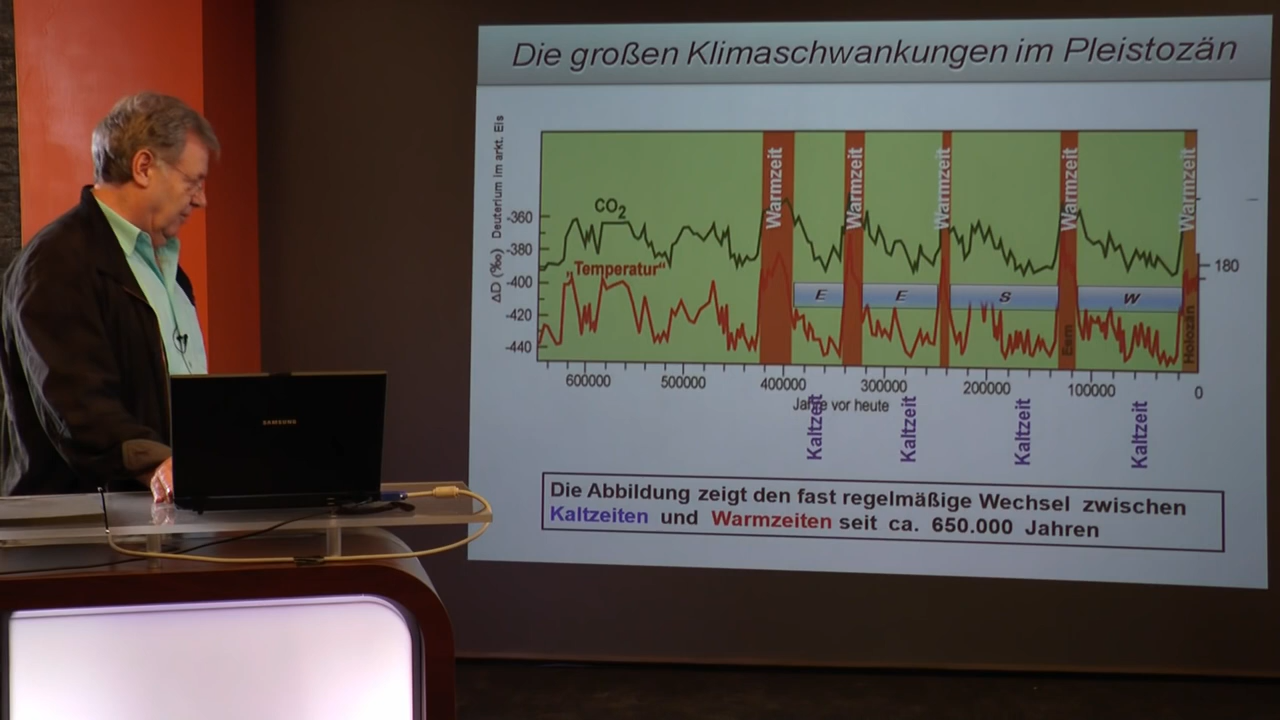 Die großen Klimaschwankungen im Pleistozän
ΔD (‰) Deuterium im arkt. Eis
-360
-380
-400
-420
-440
CO2
„Temperatur“
Warmzeit
Warmzeit
Warmzeit
Warmzeit
Warmzeit
E
E
S
W
Eem
Holozän
180
600000
500000
400000
300000
200000
100000
0
Jahre vor heute
Kaltzeit
Kaltzeit
Kaltzeit
Kaltzeit
Die Abbildung zeigt den fast regelmäßige Wechsel zwischen
Kaltzeiten und Warmzeiten seit ca. 650.000 Jahren
SAMSUNG